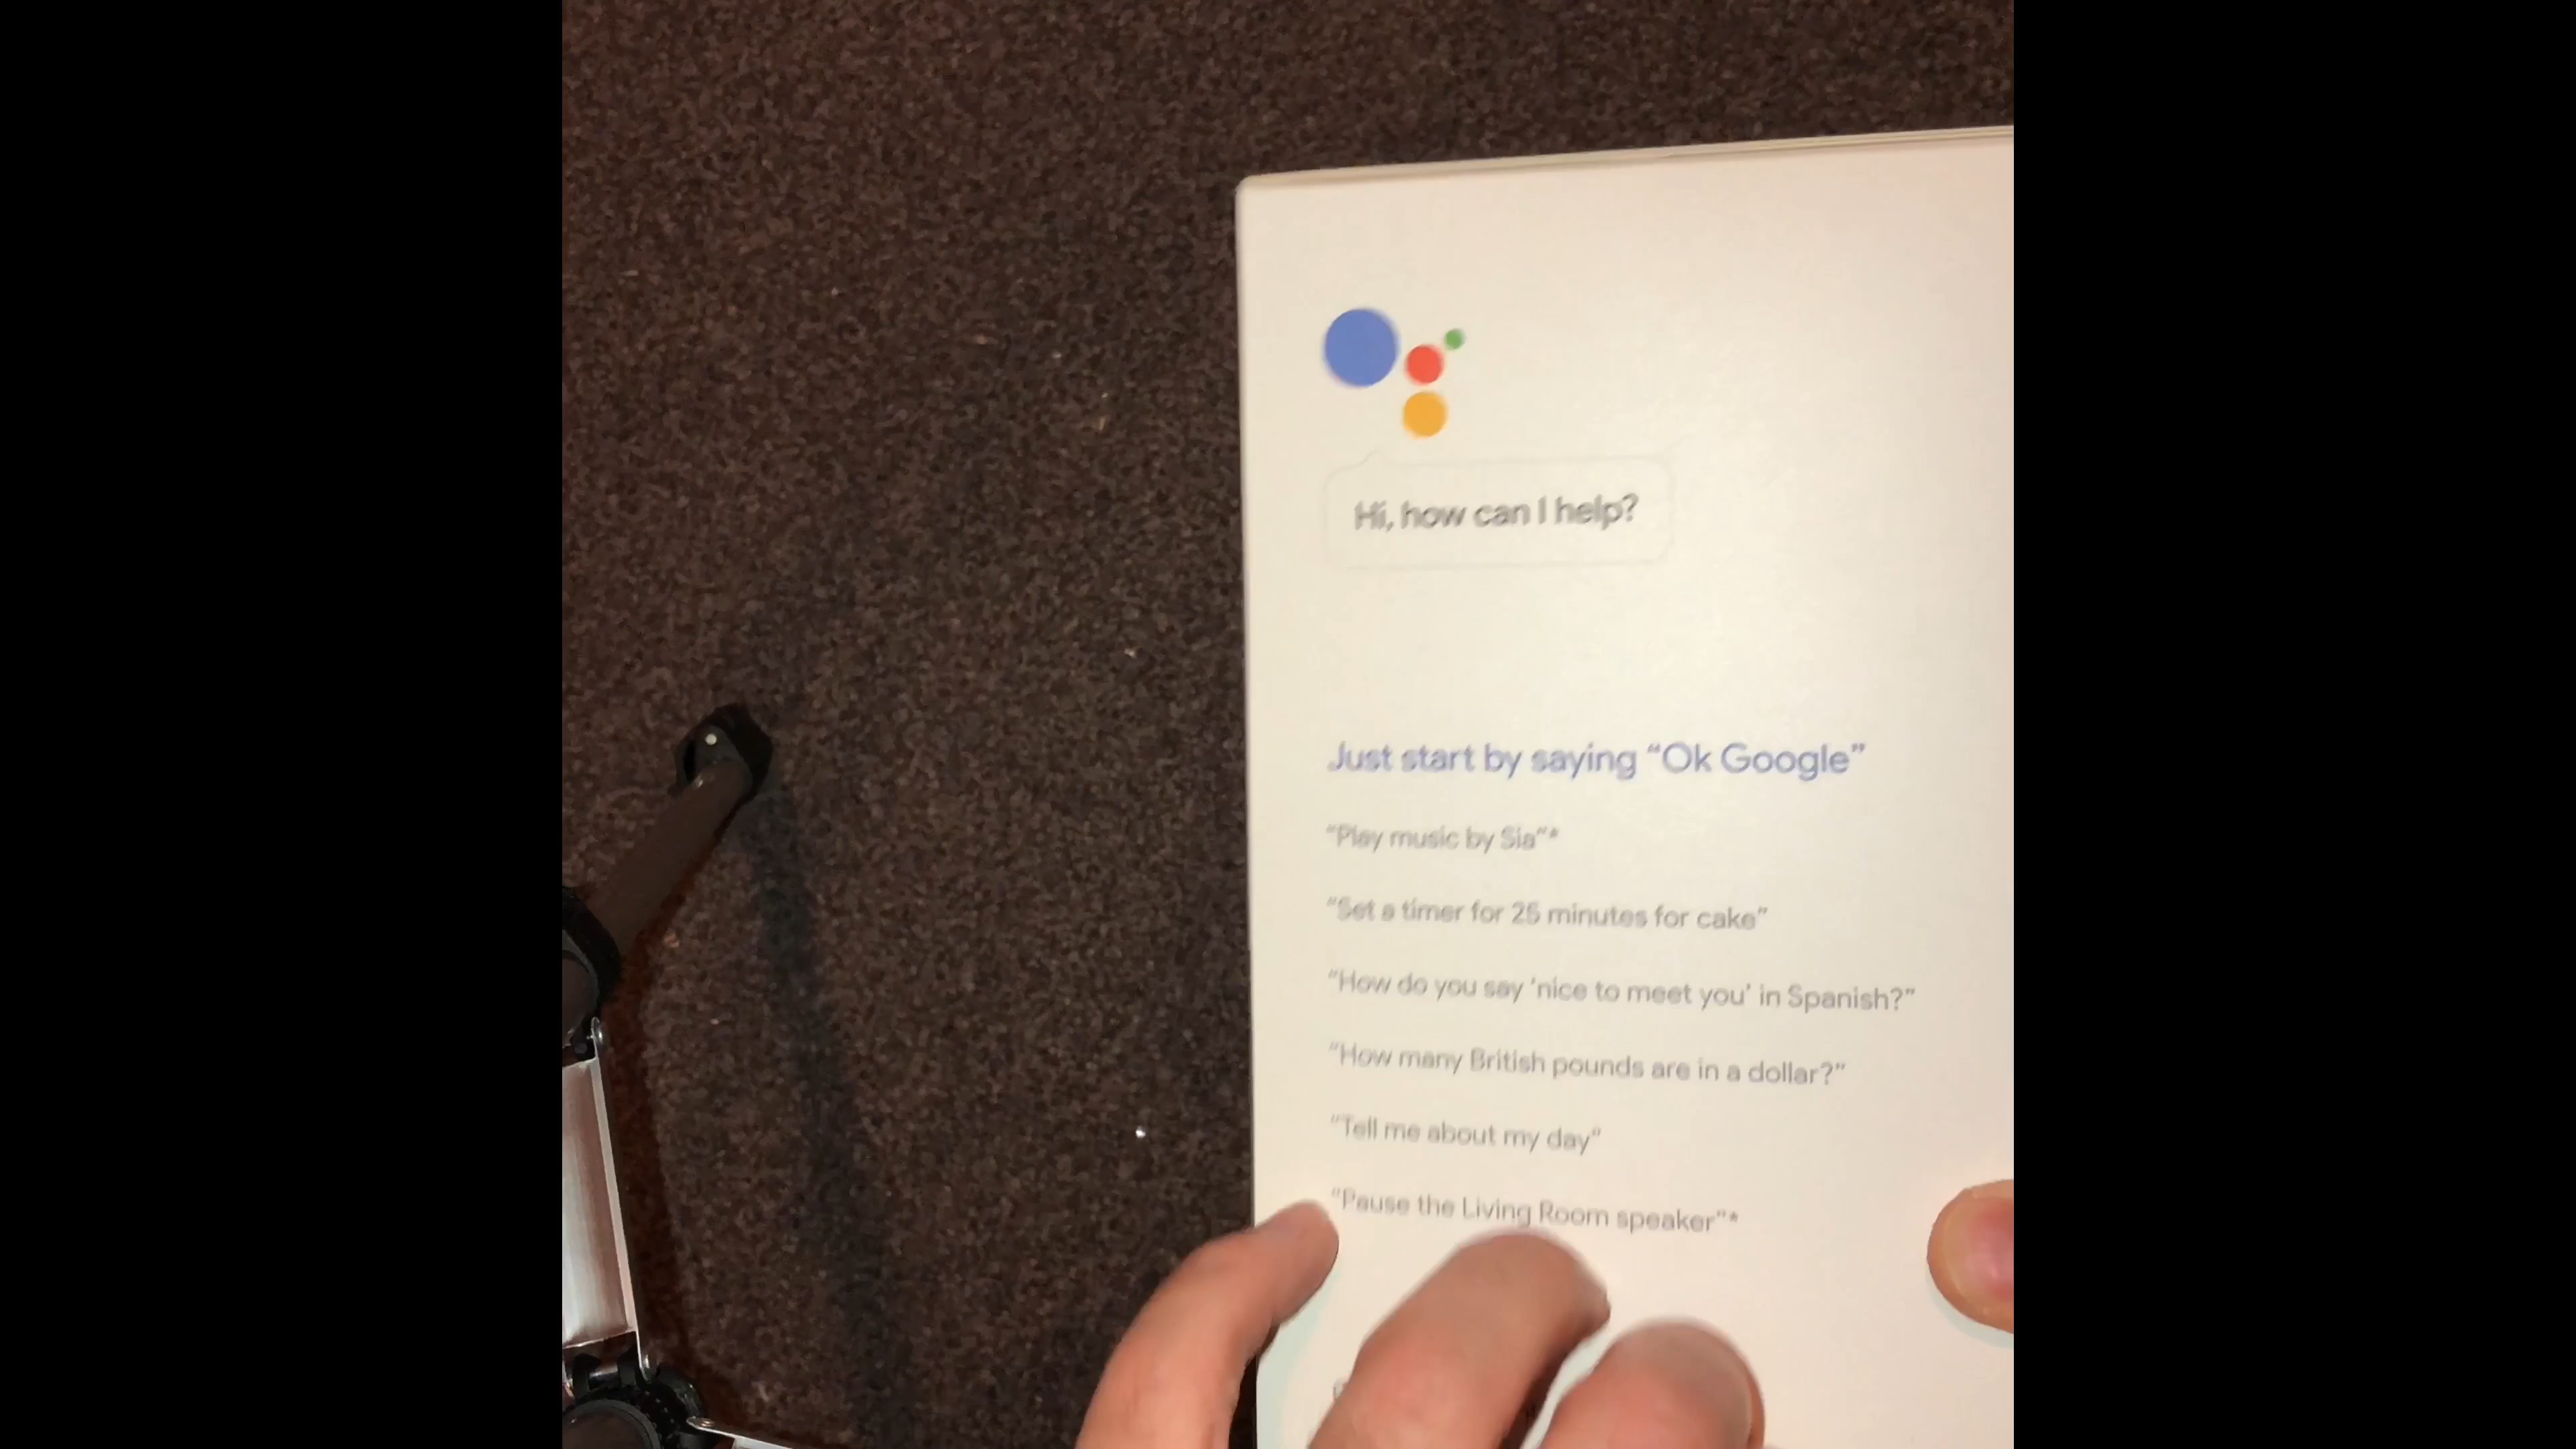 Hi, how can I help?
Just start by saying “Ok Google”
“Play music by Sia”*
“Set a timer for 25 minutes for cake”
“How do you say ‘nice to meet you’ in Spanish?”
“How many British pounds are in a dollar?”
“Tell me about my day”
“Pause the Living Room speaker”*